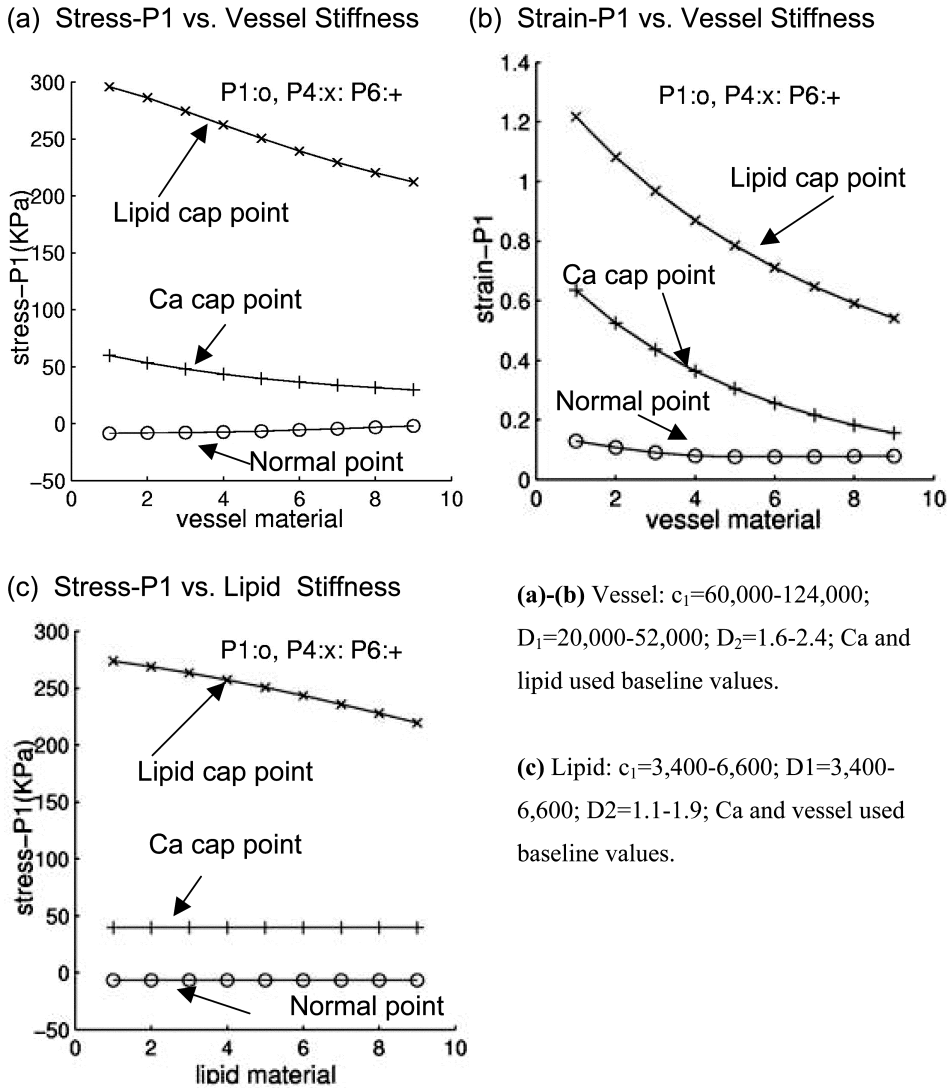 (a) Stress-P1 vs. Vessel Stiffness
300
250
200
150
100
50
0
−50
stress−P1(KPa)
P1:o, P4:x: P6:+
Lipid cap point
Ca cap point
Normal point
0 2 4 6 8 10
vessel material
(b) Strain-P1 vs. Vessel Stiffness
1.4
1.2
1
0.8
0.6
0.4
0.2
0
strain−P1
P1:o, P4:x: P6:+
Lipid cap point
Ca cap point
Normal point
0 2 4 6 8 10
vessel material
(c) Stress-P1 vs. Lipid Stiffness
300
250
200
150
100
50
0
−50
stress−P1(KPa)
P1:o, P4:x: P6:+
Lipid cap point
Ca cap point
Normal point
0 2 4 6 8 10
lipid material
(a)-(b) Vessel: c₁=60,000-124,000;
D₁=20,000-52,000; D₂=1.6-2.4; Ca and
lipid used baseline values.
(c) Lipid: c₁=3,400-6,600; D1=3,400-
6,600; D2=1.1-1.9; Ca and vessel used
baseline values.